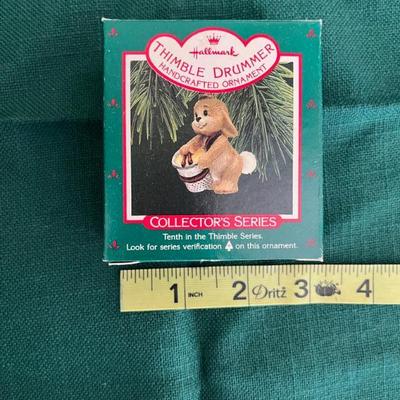 Hallmark
THIMBLE DRUMMER
HANDCRAFTED ORNAMENT
COLLECTOR'S SERIES
Tenth in the Thimble Series.
Look for series verification on this ornament.
1 INCH 2 Dritz 3 4